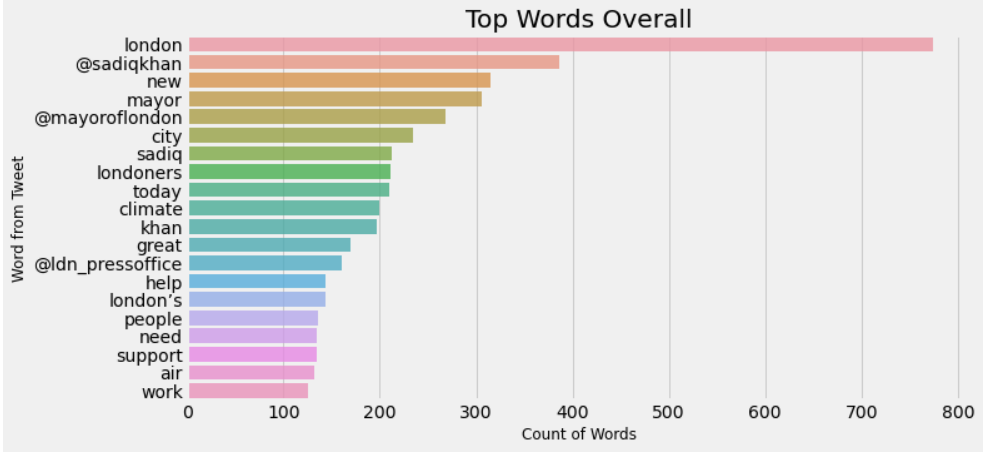 Top Words Overall
london
@sadiqkhan
new
mayor
@mayoroflondon
city
sadiq
londoners
today
climate
khan
great
@ldn_pressoffice
help
london’s
people
need
support
air
work
Word from Tweet
0 100 200 300 400 500 600 700 800
Count of Words